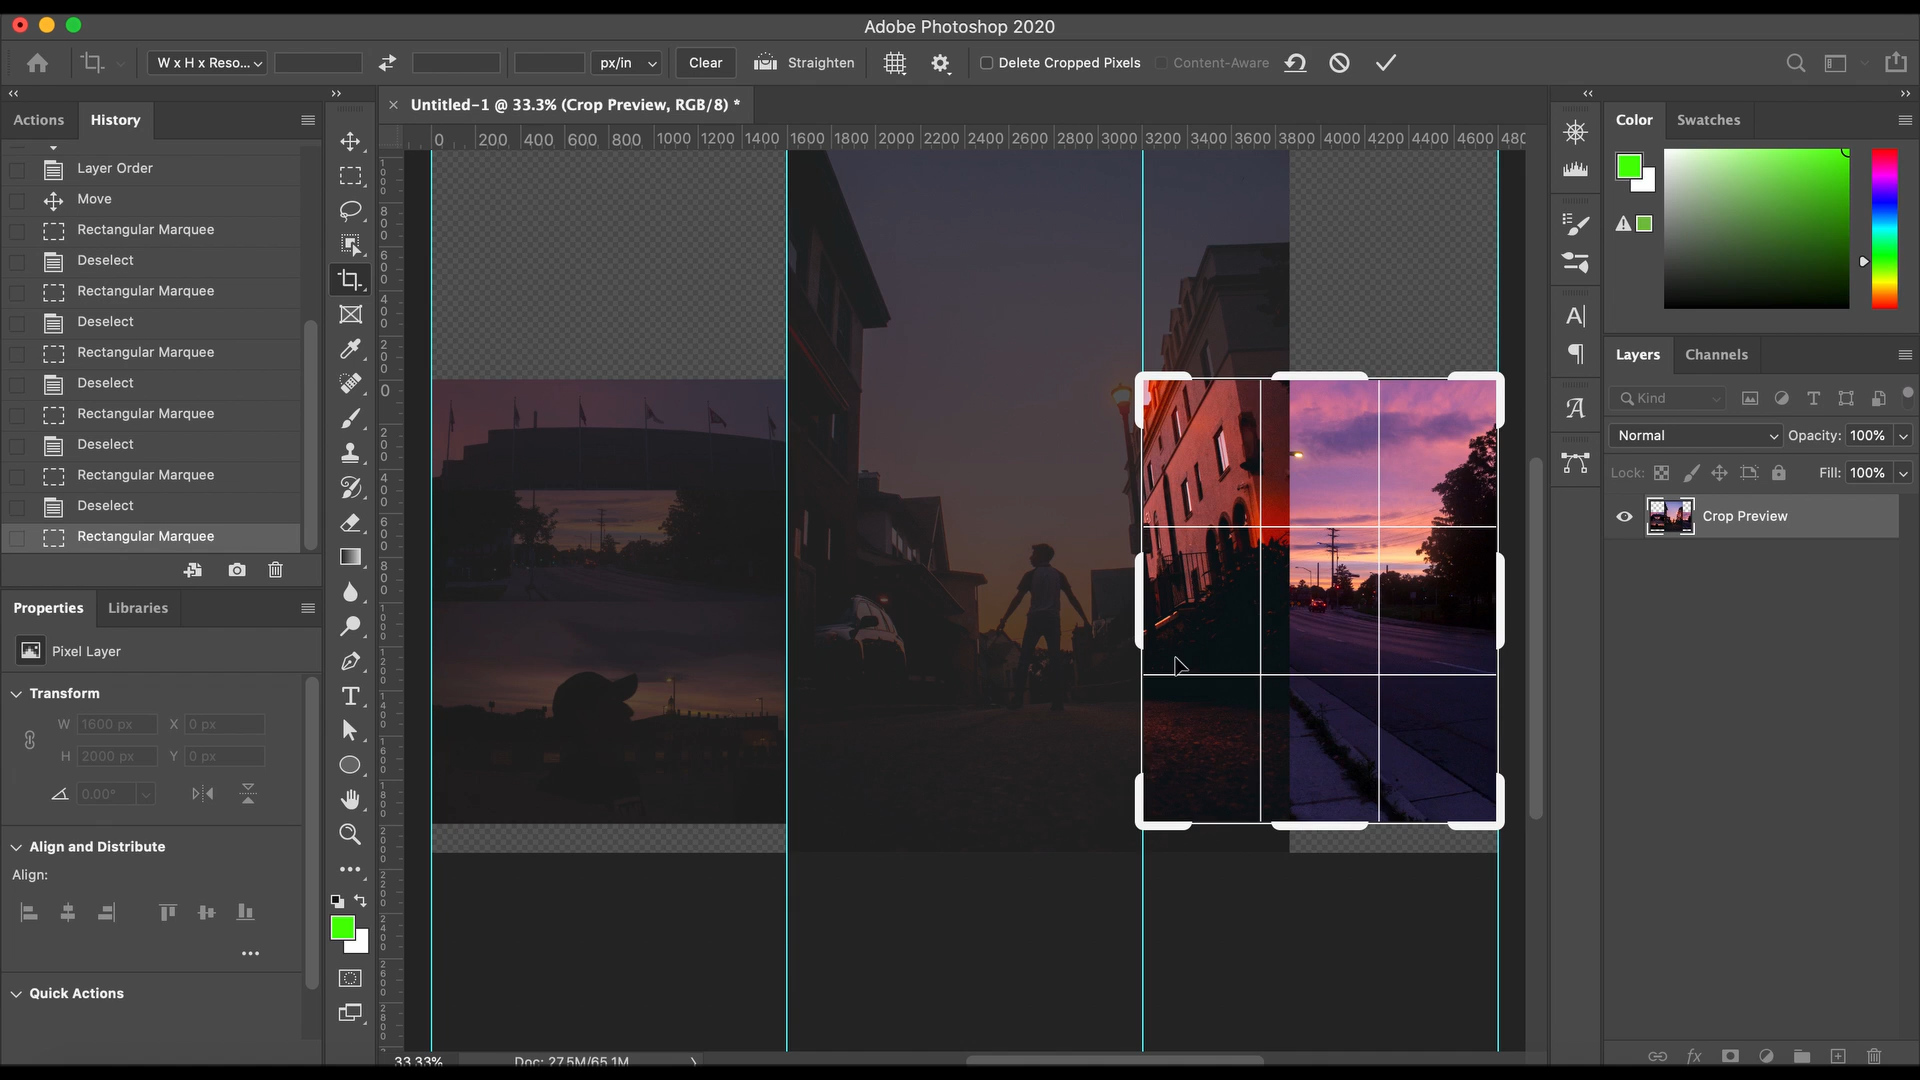 Adobe Photoshop 2020
W x H x Reso...
px/in
Clear
Straighten
Delete Cropped Pixels
Content-Aware
Actions
History
Untitled-1 @ 33.3% (Crop Preview, RGB/8) *
Color
Swatches
0 200 400 600 800 1000 1200 1400 1600 1800 2000 2200 2400 2600 2800 3000 3200 3400 3600 3800 4000 4200 4400 4600
Layer Order
Move
Rectangular Marquee
Deselect
Rectangular Marquee
Deselect
Rectangular Marquee
Deselect
Rectangular Marquee
Deselect
Rectangular Marquee
Deselect
Rectangular Marquee
Layers
Channels
Kind
Normal
Opacity: 100%
Lock:
Fill: 100%
Crop Preview
Properties
Libraries
Pixel Layer
Transform
W 1600 px X 0 px
H 2000 px Y 0 px
0.00°
Align and Distribute
Align:
Quick Actions
33.33%
Doc: 27.5M/65.1M
fx